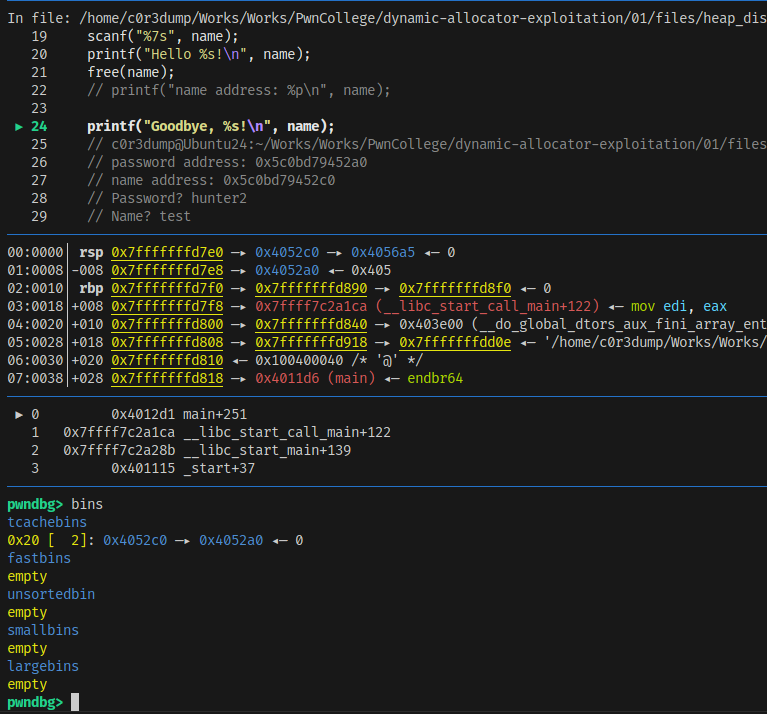 In file: /home/c0r3dump/Works/Works/PwnCollege/dynamic-allocator-exploitation/01/files/heap_dis
19     scanf("%7s", name);
20     printf("Hello %s!\n", name);
21     free(name);
22     // printf("name address: %p\n", name);
23
► 24     printf("Goodbye, %s!\n", name);
25     // c0r3dump@Ubuntu24:~/Works/Works/PwnCollege/dynamic-allocator-exploitation/01/files
26     // password address: 0x5c0bd79452a0
27     // name address: 0x5c0bd79452c0
28     // Password? hunter2
29     // Name? test
00:0000│ rsp 0x7fffffffd7e0 —▸ 0x4052c0 —▸ 0x4056a5 ◂— 0
01:0008│-008 0x7fffffffd7e8 —▸ 0x4052a0 ◂— 0x405
02:0010│ rbp 0x7fffffffd7f0 —▸ 0x7fffffffd890 —▸ 0x7fffffffd8f0 ◂— 0
03:0018│+008 0x7fffffffd7f8 —▸ 0x7ffff7c2a1ca (__libc_start_call_main+122) ◂— mov edi, eax
04:0020│+010 0x7fffffffd800 —▸ 0x7fffffffd840 —▸ 0x403e00 (__do_global_dtors_aux_fini_array_ent
05:0028│+018 0x7fffffffd808 —▸ 0x7fffffffd918 —▸ 0x7fffffffdd0e ◂— '/home/c0r3dump/Works/Works/
06:0030│+020 0x7fffffffd810 ◂— 0x100400040 /* '@' */
07:0038│+028 0x7fffffffd818 —▸ 0x4011d6 (main) ◂— endbr64
► 0         0x4012d1 main+251
1   0x7ffff7c2a1ca __libc_start_call_main+122
2   0x7ffff7c2a28b __libc_start_main+139
3         0x401115 _start+37
pwndbg> bins
tcachebins
0x20 [  2]: 0x4052c0 —▸ 0x4052a0 ◂— 0
fastbins
empty
unsortedbin
empty
smallbins
empty
largebins
empty
pwndbg>